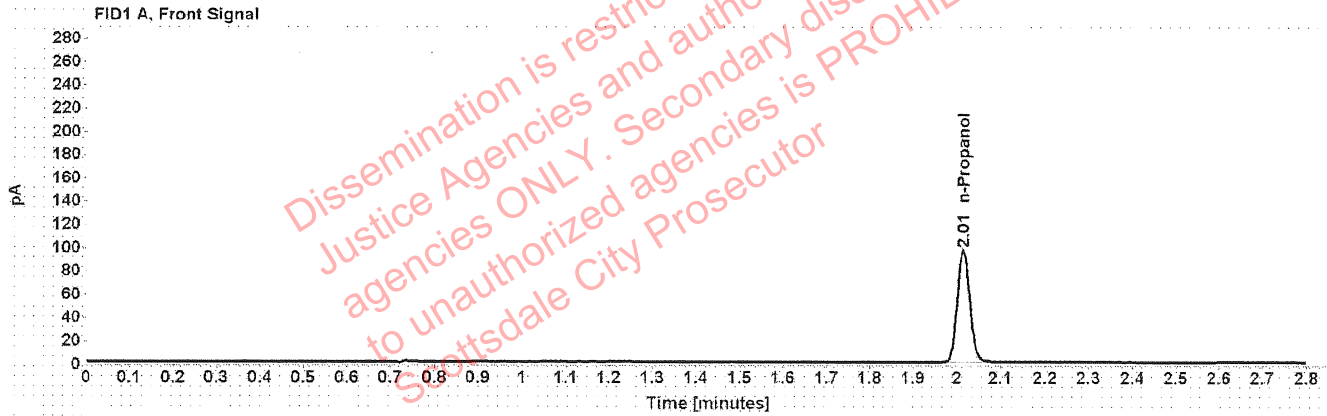 FID1 A, Front Signal
280
260
240
220
200
180
160
140
120
100
80
60
40
20
0
pA
2.01 n-Propanol
0 0.1 0.2 0.3 0.4 0.5 0.6 0.7 0.8 0.9 1 1.1 1.2 1.3 1.4 1.5 1.6 1.7 1.8 1.9 2 2.1 2.2 2.3 2.4 2.5 2.6 2.7 2.8
Time [minutes]
Dissemination is
Justice Agencies and
agencies ONLY. Secondary
to unauthorized agencies is
Scottsdale City Prosecutor